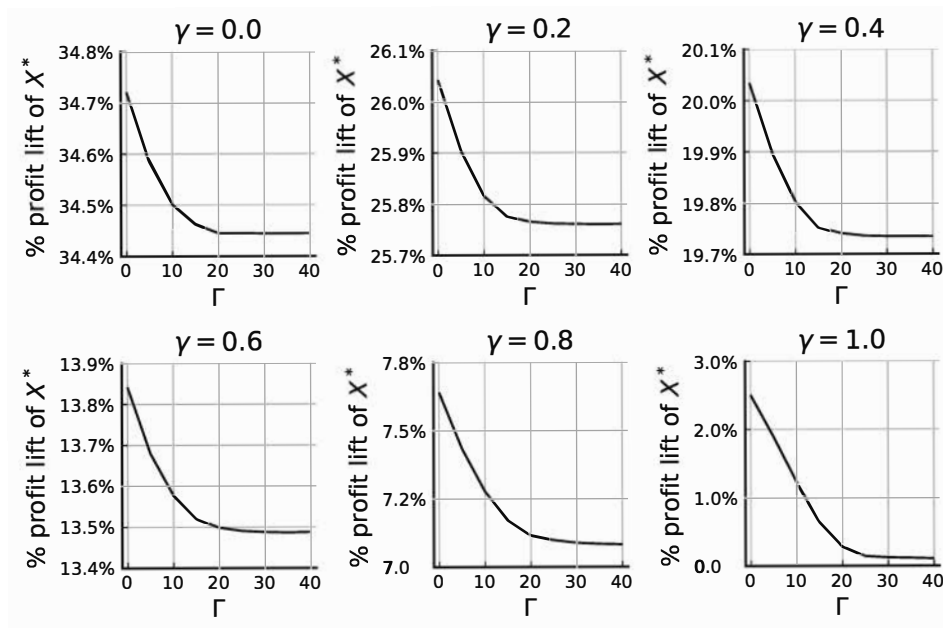 γ = 0.0
% profit lift of X*
34.8%
34.7%
34.6%
34.5%
34.4%
0 10 20 30 40
Γ
γ = 0.2
% profit lift of X*
26.1%
26.0%
25.9%
25.8%
25.7%
0 10 20 30 40
Γ
γ = 0.4
% profit lift of X*
20.1%
20.0%
19.9%
19.8%
19.7%
0 10 20 30 40
Γ
γ = 0.6
% profit lift of X*
13.9%
13.8%
13.7%
13.6%
13.5%
13.4%
0 10 20 30 40
Γ
γ = 0.8
% profit lift of X*
7.8%
7.5%
7.2%
7.0
0 10 20 30 40
Γ
γ = 1.0
% profit lift of X*
3.0%
2.0%
1.0%
0.0
0 10 20 30 40
Γ